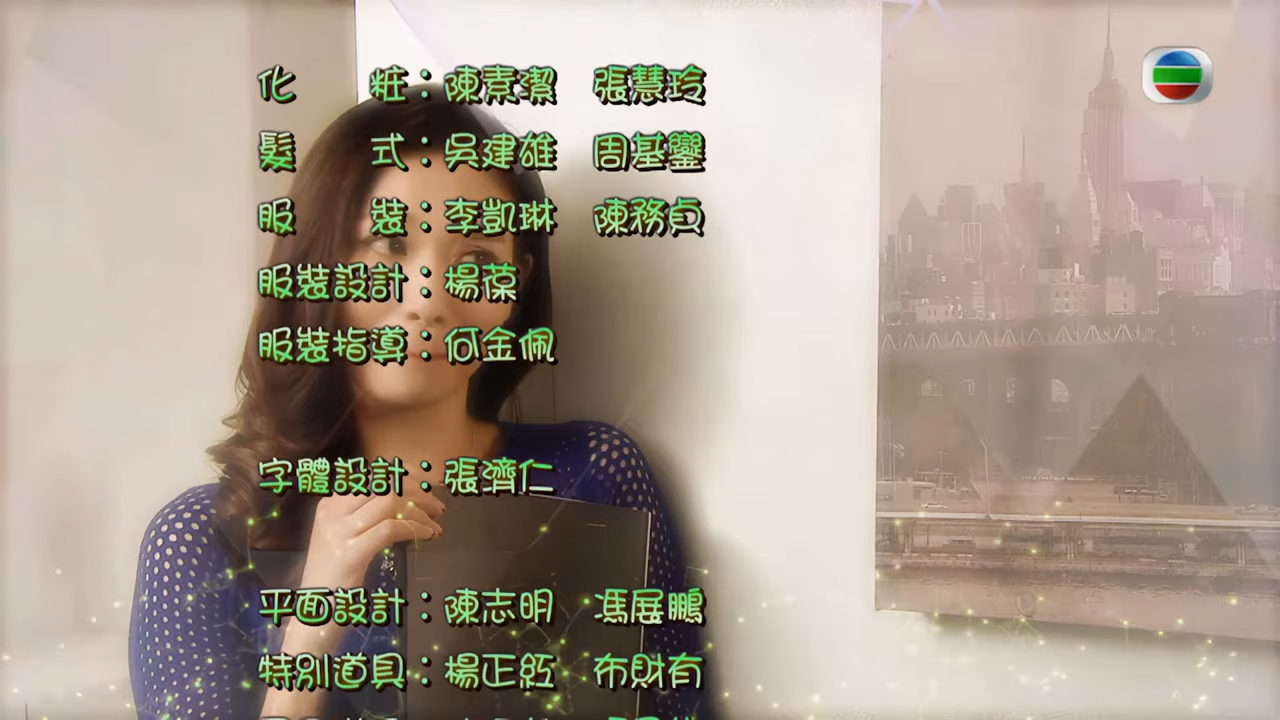 化　　粧：陳素潔　張慧玲
髮　　式：吳建雄　周基鑾
服　　裝：李凱琳　陳務貞
服裝設計：楊葆
服裝指導：何金佩
字體設計：張濟仁
平面設計：陳志明　馮展鵬
特別道具：楊正紅　布財有